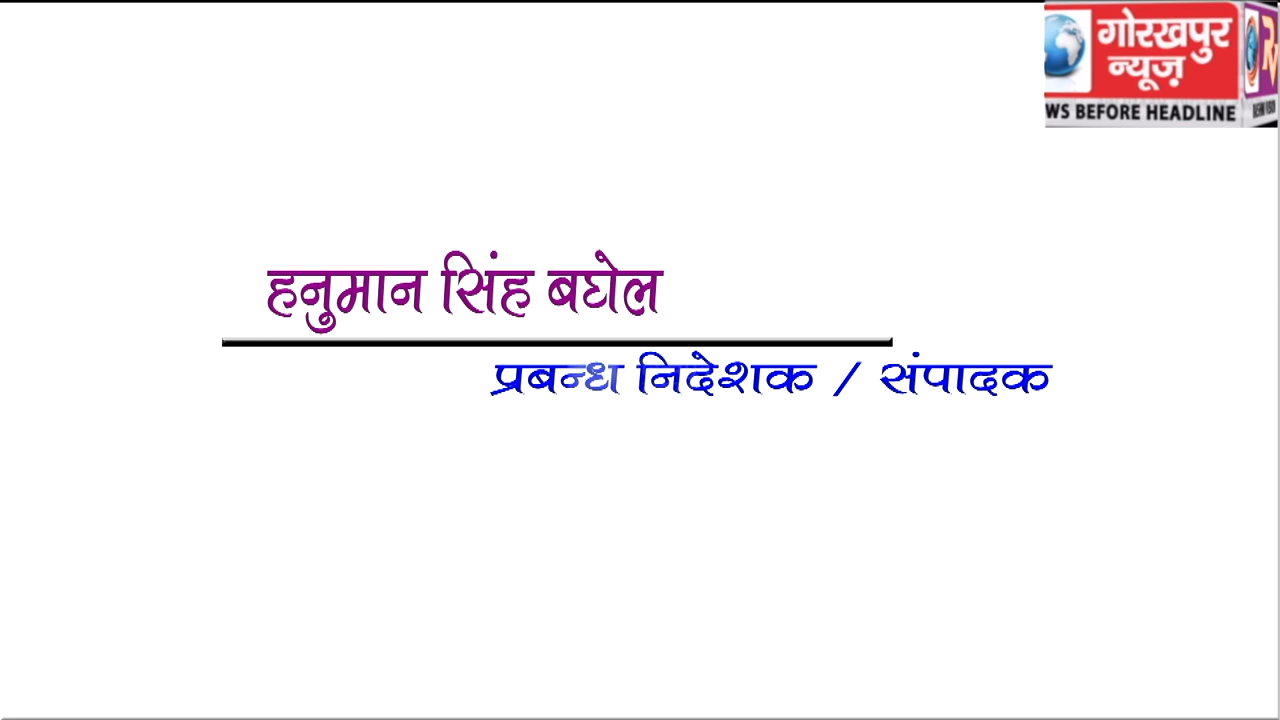 गोरखपुर
न्यूज़
WS BEFORE HEADLINE
हनुमान सिंह बघेल
प्रबन्ध निदेशक / संपादक